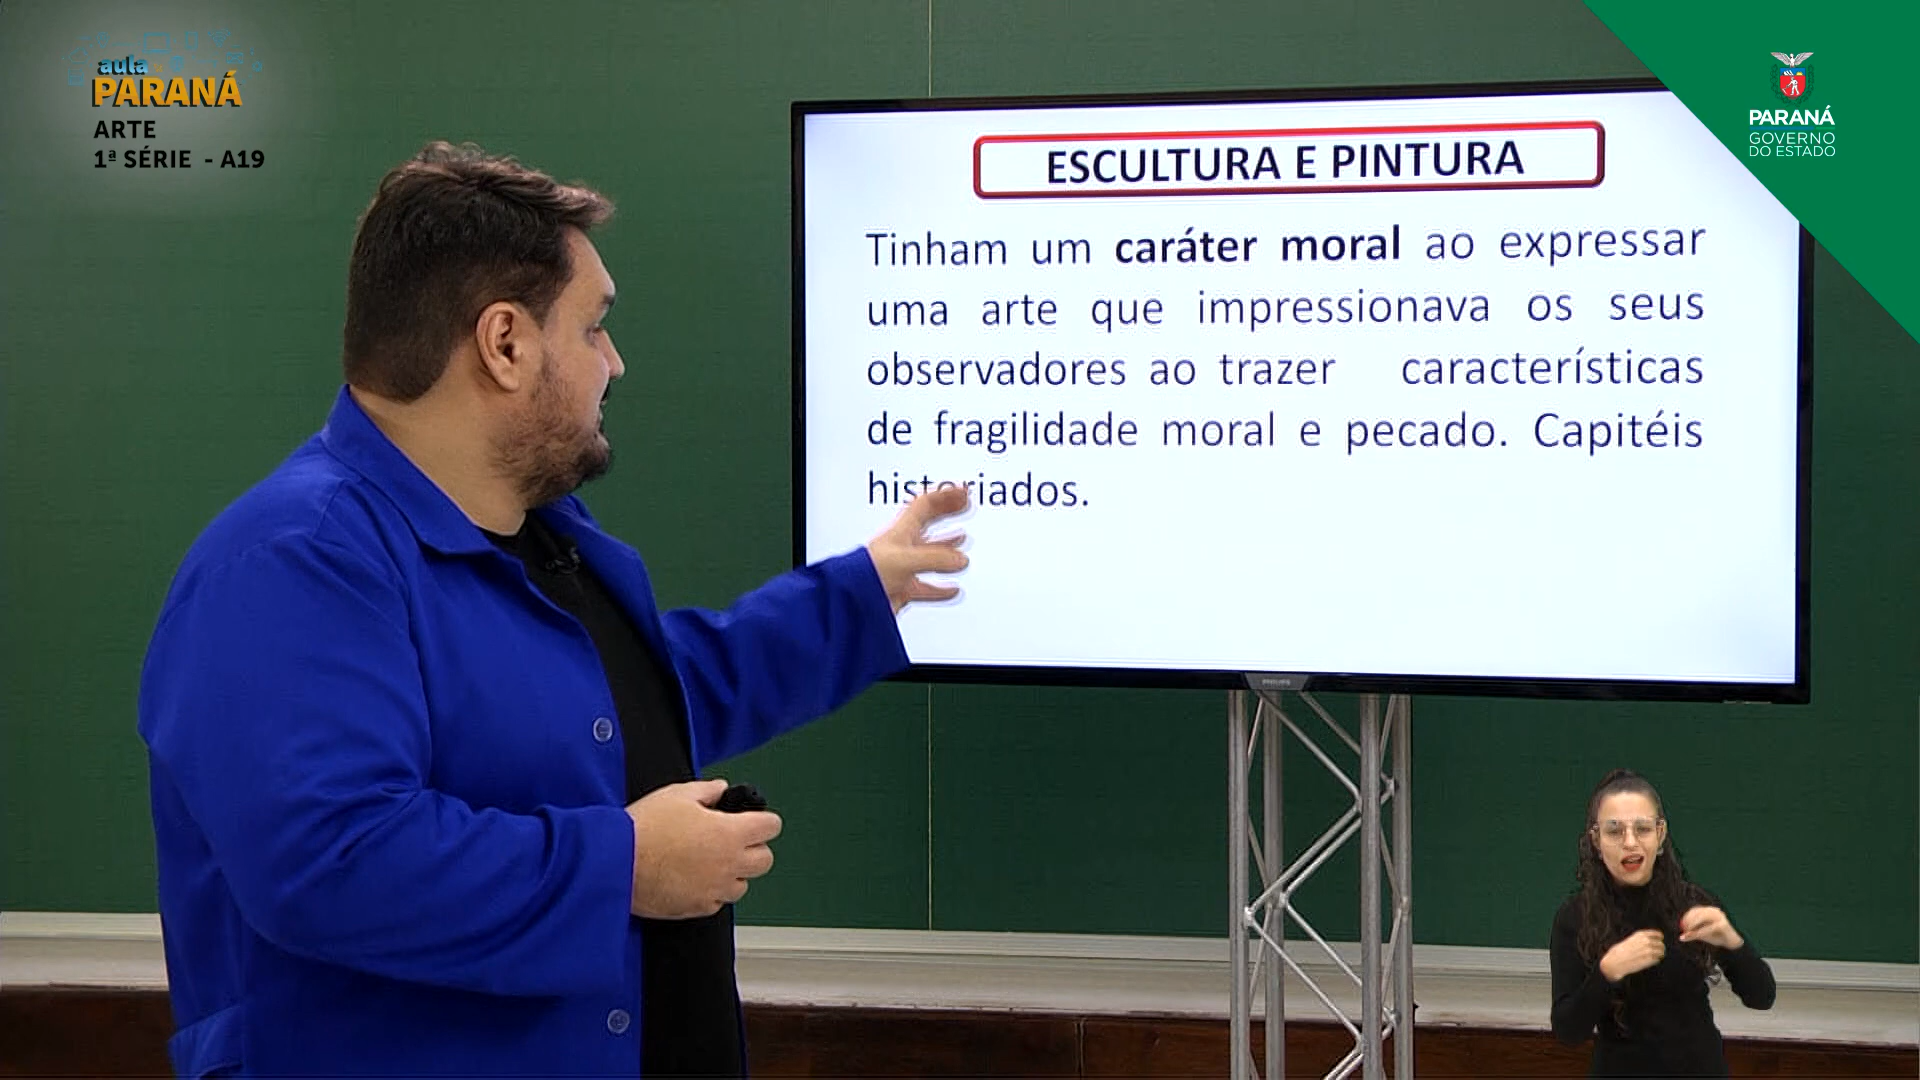 aula
PARANÁ
ARTE
1ª SÉRIE - A19
PARANÁ
GOVERNO
DO ESTADO
ESCULTURA E PINTURA
Tinham um caráter moral ao expressar
uma arte que impressionava os seus
observadores ao trazer características
de fragilidade moral e pecado. Capitéis
historiados.
PHILIPS